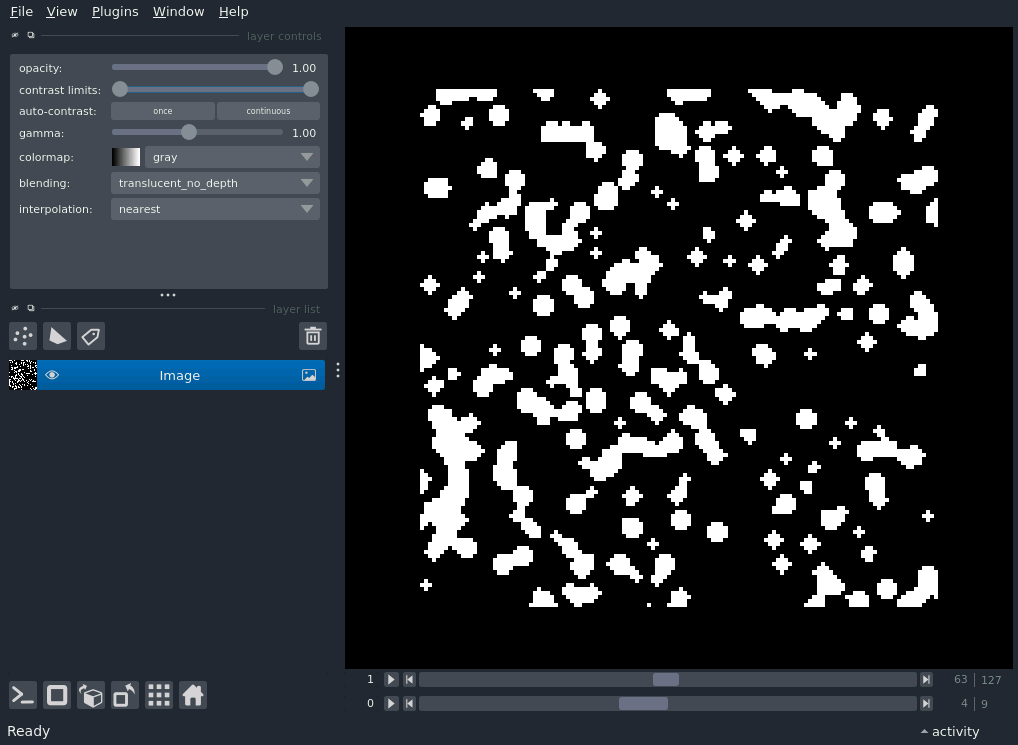 File View Plugins Window Help
layer controls
opacity: 1.00
contrast limits:
auto-contrast: once continuous
gamma: 1.00
colormap: gray
blending: translucent_no_depth
interpolation: nearest
layer list
Image
1 63 127
0 4 9
Ready activity